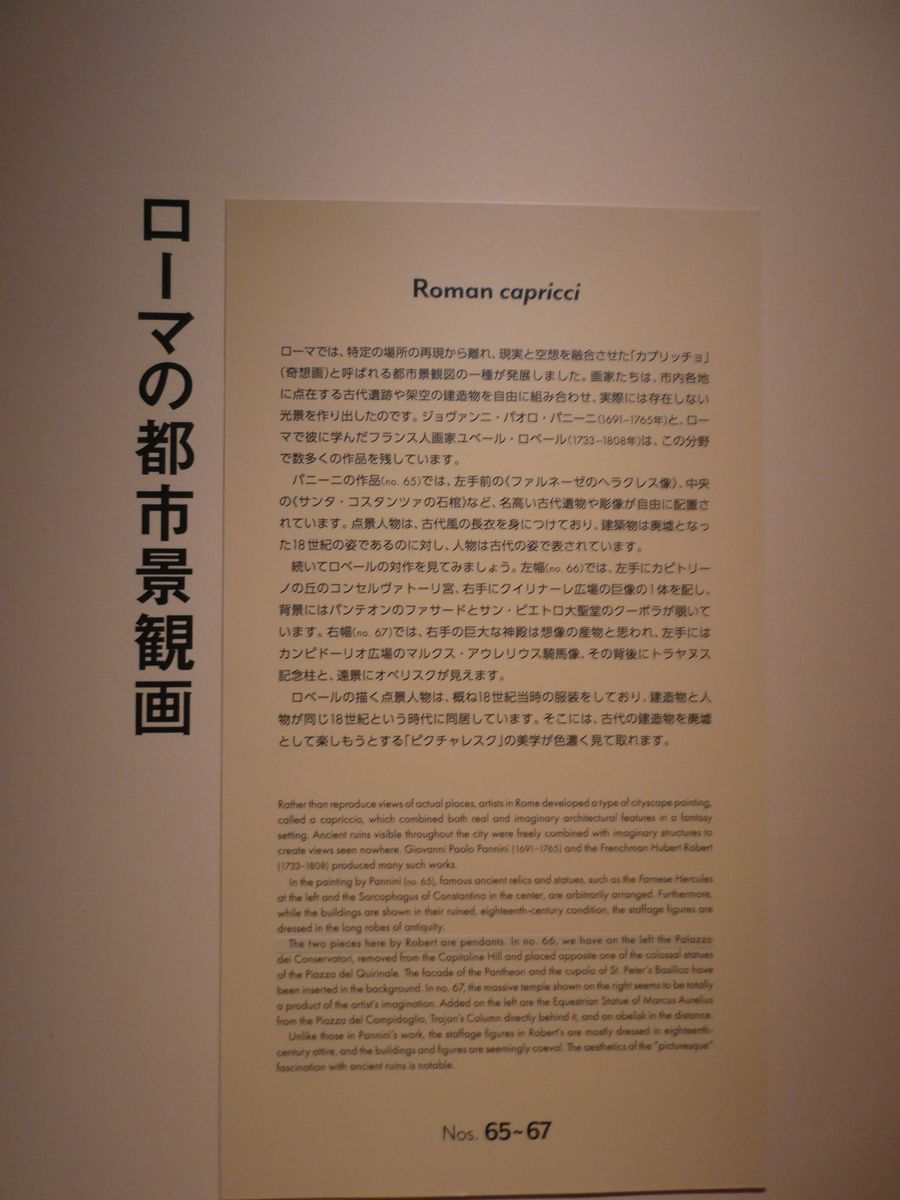 ローマの都市景観画
Roman capricci
ローマでは、特定の場所の再現から離れ、現実と空想を融合させた「カプリッチョ」
（奇想画）と呼ばれる都市景観図の一種が発展しました。画家たちは、市内各地
に点在する古代遺跡や架空の建造物を自由に組み合わせ、実際には存在しない
光景を作り出したのです。ジョヴァンニ・パオロ・パニーニ（1691–1765年）と、ロー
マで彼に学んだフランス人画家ユベール・ロベール（1733–1808年）は、この分野
で数多くの作品を残しています。
パニーニの作品（no. 65）では、左手前の《ファルネーゼのヘラクレス像》、中央
の《サンタ・コスタンツァの石棺》など、名高い古代遺物や彫像が自由に配置さ
れています。点景人物は、古代風の長衣を身につけており、建築物は廃墟となっ
た18世紀の姿であるのに対し、人物は古代の姿で表されています。
続いてロベールの対作を見てみましょう。左幅（no. 66）では、左手にカピトリー
ノの丘のコンセルヴァトーリ宮、右手にクイリナーレ広場の巨像の1体を配し、
背景にはパンテオンのファサードとサン・ピエトロ大聖堂のクーポラが覗いて
います。右幅（no. 67）では、右手の巨大な神殿は想像の産物と思われ、左手には
カンピドーリオ広場のマルクス・アウレリウス騎馬像、その背後にトラヤヌス
記念柱と、遠景にオベリスクが見えます。
ロベールの描く点景人物は、概ね18世紀当時の服装をしており、建造物と人
物が同じ18世紀という時代に同居しています。そこには、古代の建造物を廃墟
として楽しもうとする「ピクチャレスク」の美学が色濃く見て取れます。
Rather than reproduce views of actual places, artists in Rome developed a type of cityscape painting,
called a capriccio, which combined both real and imaginary architectural features in a fantasy
setting. Ancient ruins visible throughout the city were freely combined with imaginary structures to
create views seen nowhere. Giovanni Paolo Pannini (1691–1765) and the Frenchman Hubert Robert
(1733–1808) produced many such works.
In the painting by Pannini (no. 65), famous ancient relics and statues, such as the Farnese Hercules
at the left and the Sarcophagus of Constantina in the center, are arbitrarily arranged. Furthermore,
while the buildings are shown in their ruined, eighteenth-century condition, the staffage figures are
dressed in the long robes of antiquity.
The two pieces here by Robert are pendants. In no. 66, we have on the left the Palazzo
dei Conservatori, removed from the Capitoline Hill and placed opposite one of the colossal statues
of the Piazza del Quirinale. The facade of the Pantheon and the cupola of St. Peter's Basilica have
been inserted in the background. In no. 67, the massive temple shown on the right seems to be totally
a product of the artist's imagination. Added on the left are the Equestrian Statue of Marcus Aurelius
from the Piazza del Campidoglio, Trajan's Column directly behind it, and an obelisk in the distance.
Unlike those in Pannini's work, the staffage figures in Robert's are mostly dressed in eighteenth-
century attire, and the buildings and figures are seemingly coeval. The aesthetics of the "picturesque"
fascination with ancient ruins is notable.
Nos. 65~67